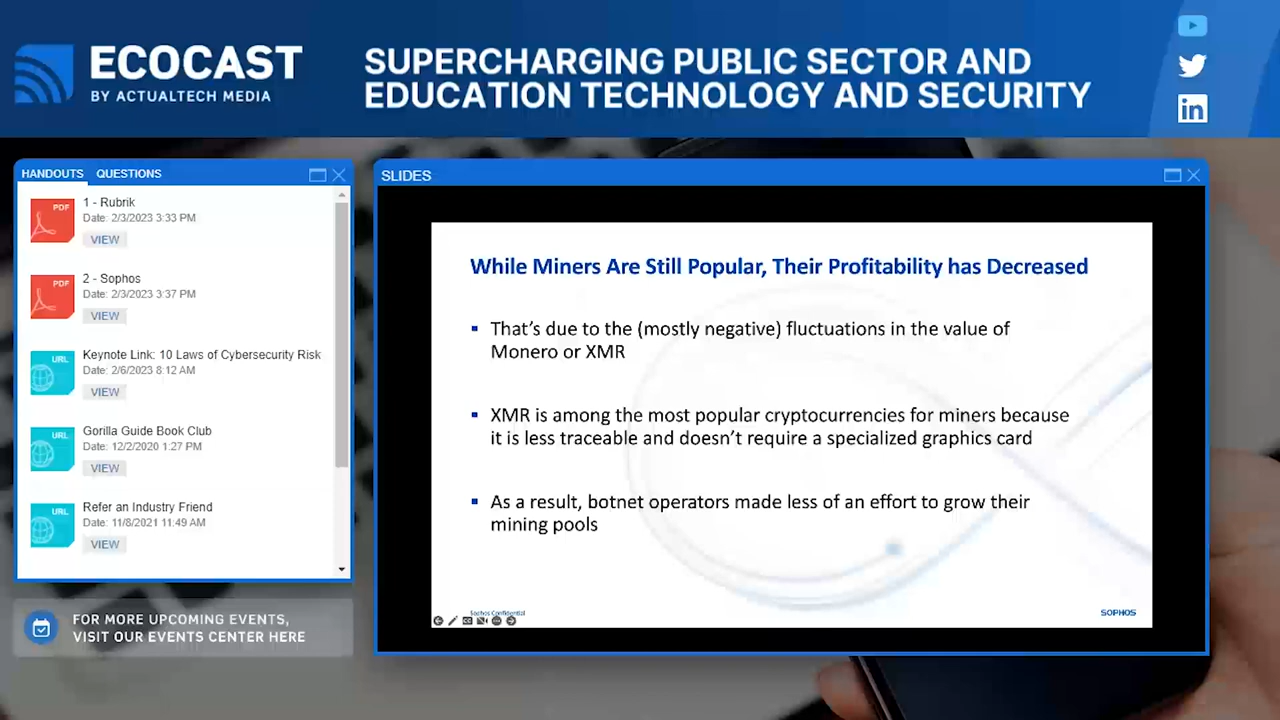 ECOCAST
BY ACTUALTECH MEDIA
SUPERCHARGING PUBLIC SECTOR AND
EDUCATION TECHNOLOGY AND SECURITY
in
HANDOUTS QUESTIONS
PDF
1 - Rubrik
Date: 2/3/2023 3:33 PM
VIEW
PDF
2 - Sophos
Date: 2/3/2023 3:37 PM
VIEW
URL
Keynote Link: 10 Laws of Cybersecurity Risk
Date: 2/6/2023 8:12 AM
VIEW
URL
Gorilla Guide Book Club
Date: 12/2/2020 1:27 PM
VIEW
URL
Refer an Industry Friend
Date: 11/8/2021 11:49 AM
VIEW
FOR MORE UPCOMING EVENTS,
VISIT OUR EVENTS CENTER HERE
SLIDES
While Miners Are Still Popular, Their Profitability has Decreased
▪ That’s due to the (mostly negative) fluctuations in the value of
Monero or XMR
▪ XMR is among the most popular cryptocurrencies for miners because
it is less traceable and doesn’t require a specialized graphics card
▪ As a result, botnet operators made less of an effort to grow their
mining pools
Sophos Confidential
SOPHOS